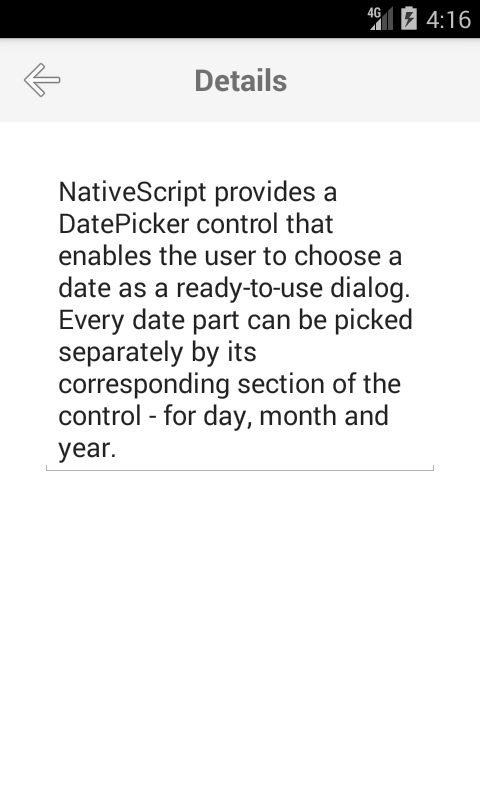 4G 4:16
Details
NativeScript provides a
DatePicker control that
enables the user to choose a
date as a ready-to-use dialog.
Every date part can be picked
separately by its
corresponding section of the
control - for day, month and
year.